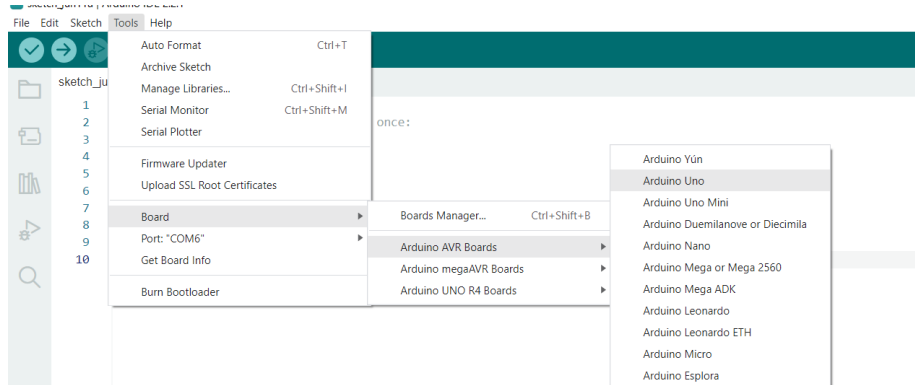 File Edit Sketch Tools Help
sketch_ju
1
2
3
4
5
6
7
8
9
10
once:
Auto Format Ctrl+T
Archive Sketch
Manage Libraries... Ctrl+Shift+I
Serial Monitor Ctrl+Shift+M
Serial Plotter
Firmware Updater
Upload SSL Root Certificates
Board
Port: "COM6"
Get Board Info
Burn Bootloader
Boards Manager... Ctrl+Shift+B
Arduino AVR Boards
Arduino megaAVR Boards
Arduino UNO R4 Boards
Arduino Yún
Arduino Uno
Arduino Uno Mini
Arduino Duemilanove or Diecimila
Arduino Nano
Arduino Mega or Mega 2560
Arduino Mega ADK
Arduino Leonardo
Arduino Leonardo ETH
Arduino Micro
Arduino Esplora